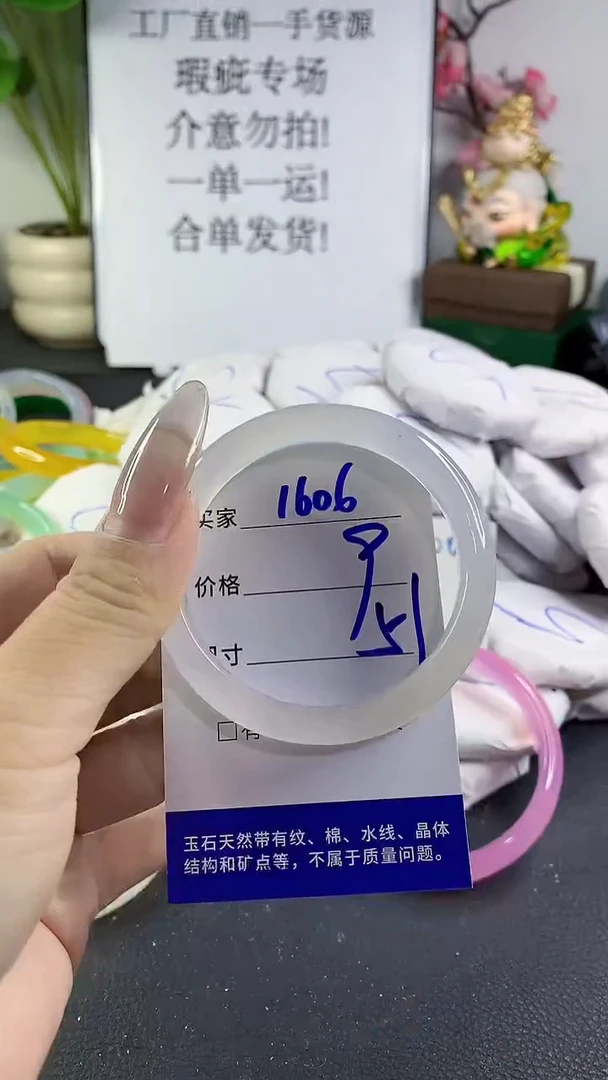 工厂直销一手货源
瑕疵专场
介意勿拍!
一单一运!
合单发货!
买家 1606
价格
寸 51
□有
玉石天然带有纹、棉、水线、晶体
结构和矿点等，不属于质量问题。